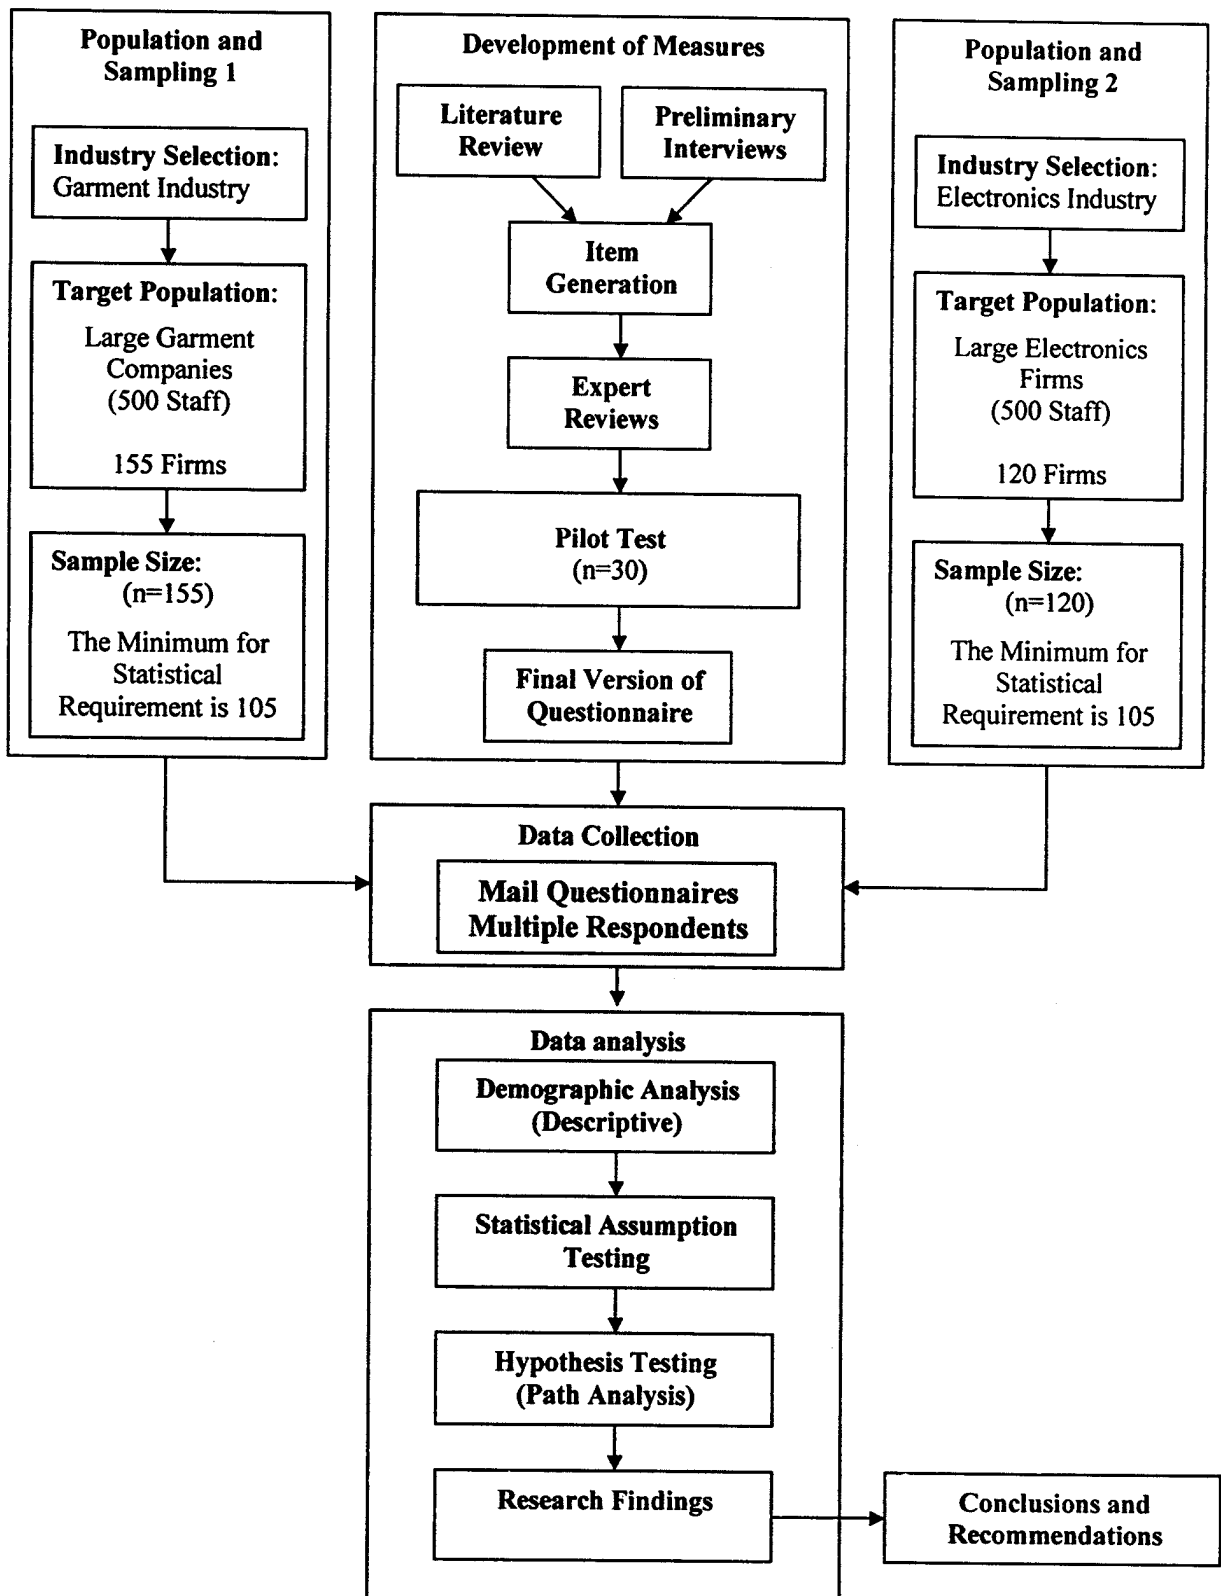 Population and
Sampling 1
Industry Selection:
Garment Industry
Target Population:
Large Garment
Companies
(500 Staff)
155 Firms
Sample Size:
(n=155)
The Minimum for
Statistical
Requirement is 105
Development of Measures
Literature
Review
Preliminary
Interviews
Item
Generation
Expert
Reviews
Pilot Test
(n=30)
Final Version of
Questionnaire
Population and
Sampling 2
Industry Selection:
Electronics Industry
Target Population:
Large Electronics
Firms
(500 Staff)
120 Firms
Sample Size:
(n=120)
The Minimum for
Statistical
Requirement is 105
Data Collection
Mail Questionnaires
Multiple Respondents
Data analysis
Demographic Analysis
(Descriptive)
Statistical Assumption
Testing
Hypothesis Testing
(Path Analysis)
Research Findings
Conclusions and
Recommendations